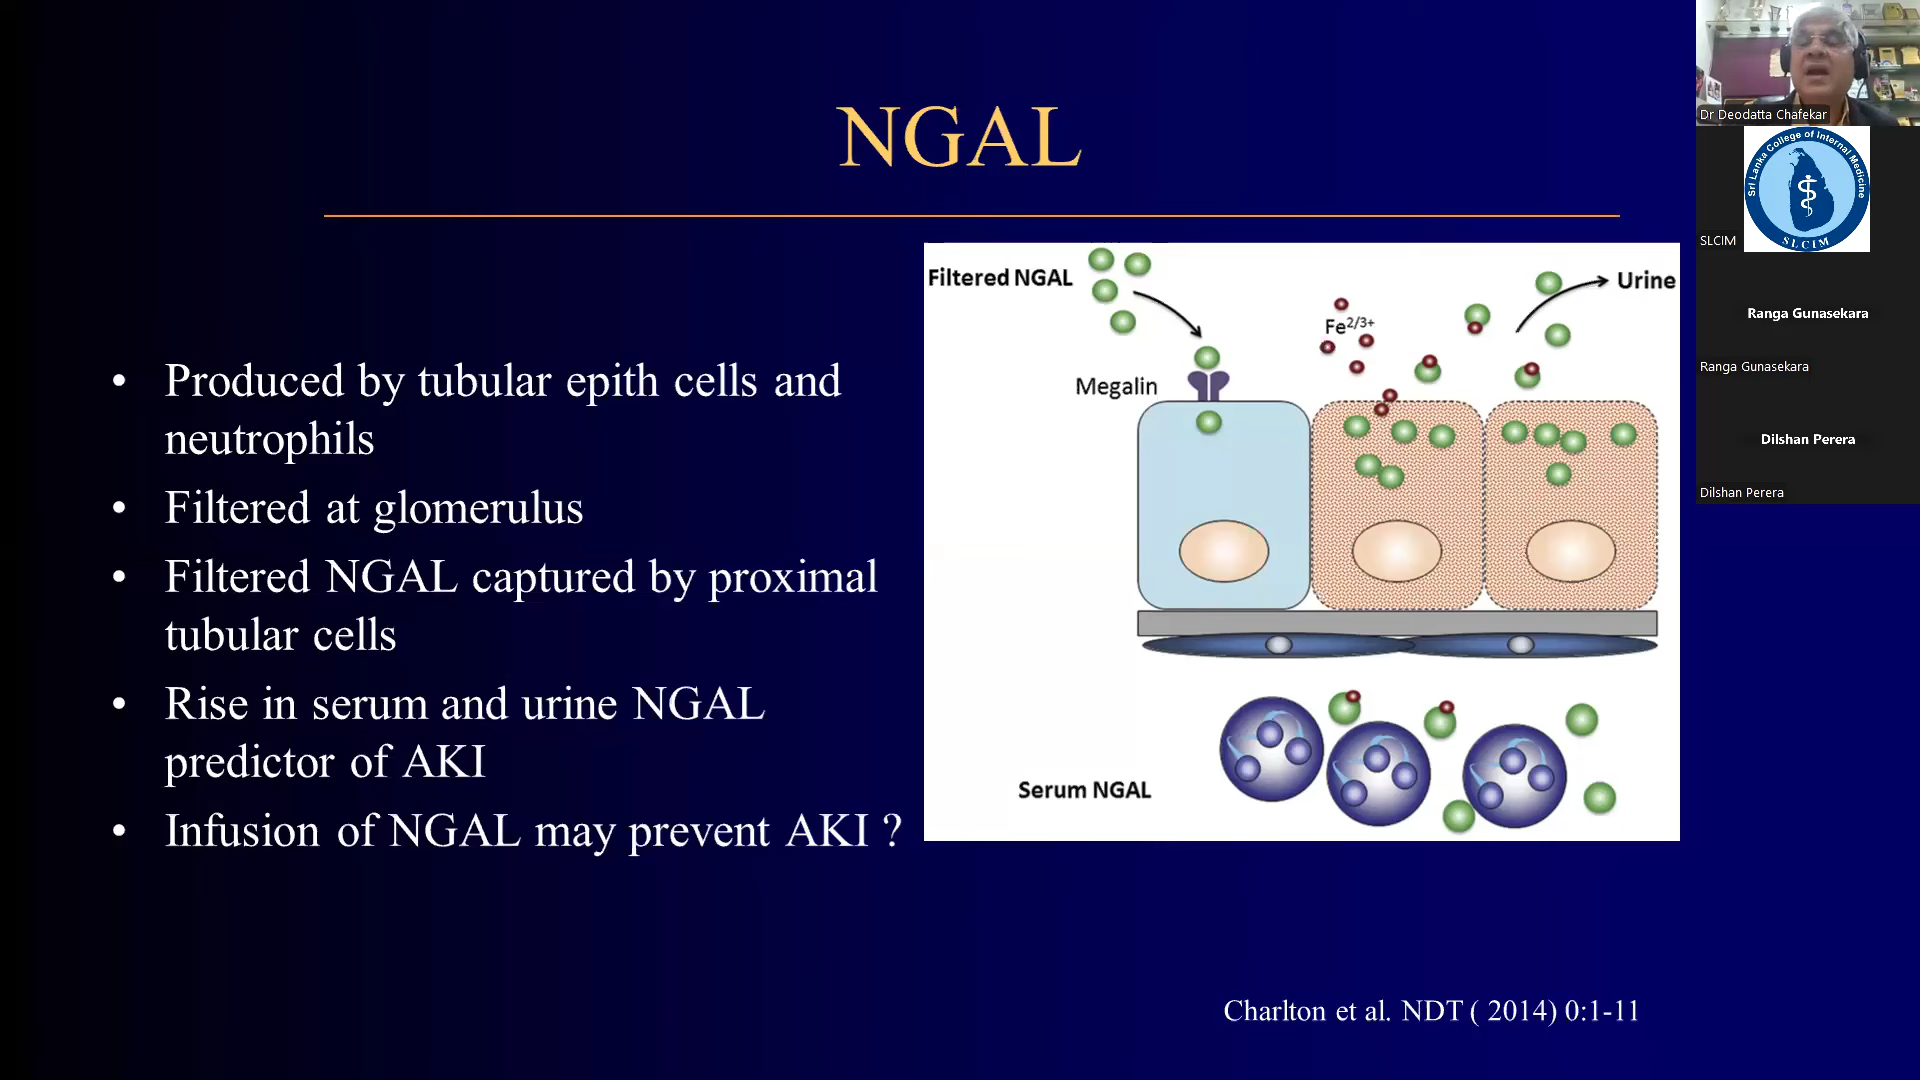 NGAL
• Produced by tubular epith cells and
neutrophils
• Filtered at glomerulus
• Filtered NGAL captured by proximal
tubular cells
• Rise in serum and urine NGAL
predictor of AKI
• Infusion of NGAL may prevent AKI ?
Filtered NGAL
Megalin
Fe2/3+
Urine
Serum NGAL
Charlton et al. NDT ( 2014) 0:1-11
Dr Deodatta Chafekar
Sri Lanka College of Internal Medicine
SLCIM
SLCIM
Ranga Gunasekara
Ranga Gunasekara
Dilshan Perera
Dilshan Perera